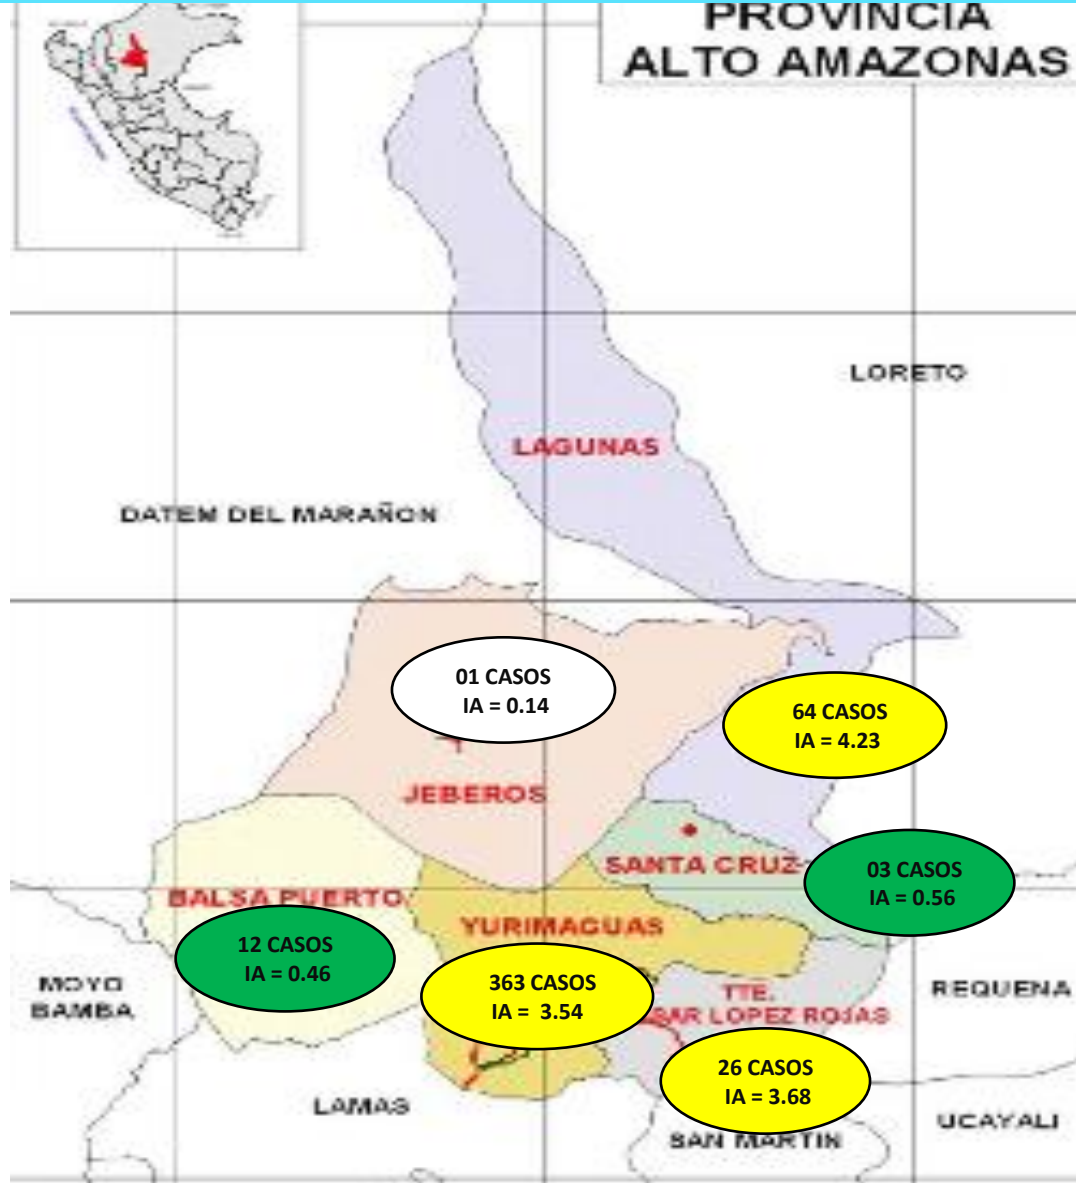 PROVINCIA
ALTO AMAZONAS
LORETO
LAGUNAS
DATEM DEL MARAÑON
01 CASOS
IA = 0.14
64 CASOS
IA = 4.23
JEBEROS
SANTA CRUZ
03 CASOS
IA = 0.56
BALSA PUERTO
YURIMAGUAS
12 CASOS
IA = 0.46
363 CASOS
IA = 3.54
MOYO
BAMBA
TTE.
SAR LOPEZ ROJAS
REQUENA
26 CASOS
IA = 3.68
LAMAS
SAN MARTIN
UCAYALI